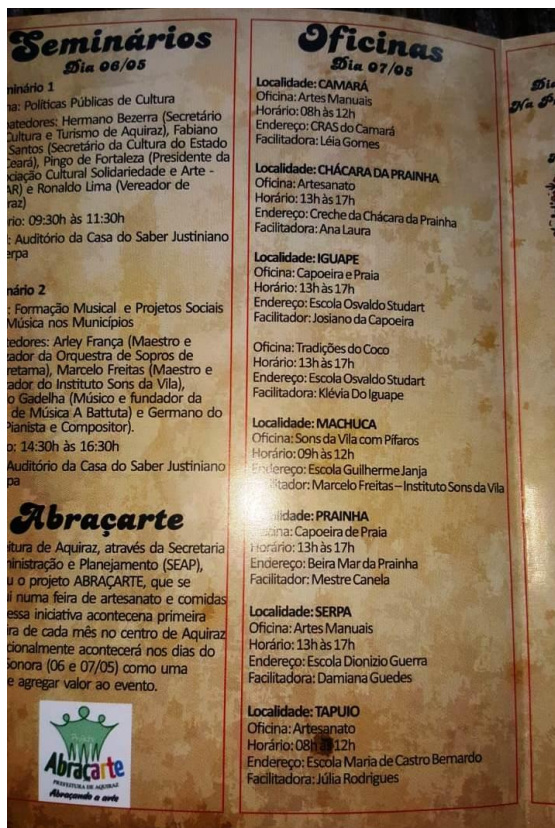 Seminários
Dia 06/05
minário 1
na: Políticas Públicas de Cultura
batedores: Hermano Bezerra (Secretário
Cultura e Turismo de Aquiraz), Fabiano
Santos (Secretário da Cultura do Estado
Ceará), Pingo de Fortaleza (Presidente da
ociação Cultural Solidariedade e Arte -
AR) e Ronaldo Lima (Vereador de
raz)
rio: 09:30h às 11:30h
: Auditório da Casa do Saber Justiniano
erpa
nário 2
: Formação Musical e Projetos Sociais
Música nos Municípios
tedores: Arley França (Maestro e
ador da Orquestra de Sopros de
retama), Marcelo Freitas (Maestro e
ador do Instituto Sons da Vila),
o Gadelha (Músico e fundador da
de Música A Battuta) e Germano do
Pianista e Compositor).
o: 14:30h às 16:30h
Auditório da Casa do Saber Justiniano
pa
Abraçarte
itura de Aquiraz, através da Secretaria
ministração e Planejamento (SEAP),
u o projeto ABRAÇARTE, que se
i numa feira de artesanato e comidas
essa iniciativa acontecena primeira
ira de cada mês no centro de Aquiraz
cionalmente acontecerá nos dias do
Sonora (06 e 07/05) como uma
e agregar valor ao evento.
Projeto
Abraçarte
PREFEITURA DE AQUIRAZ
Abraçando a arte
Oficinas
Dia 07/05
Localidade: CAMARÁ
Oficina: Artes Manuais
Horário: 08h às 12h
Endereço: CRAS do Camará
Facilitadora: Léia Gomes
Localidade: CHÁCARA DA PRAINHA
Oficina: Artesanato
Horário: 13h às 17h
Endereço: Creche da Chácara da Prainha
Facilitadora: Ana Laura
Localidade: IGUAPE
Oficina: Capoeira e Praia
Horário: 13h às 17h
Endereço: Escola Osvaldo Studart
Facilitador: Josiano da Capoeira
Oficina: Tradições do Coco
Horário: 13h às 17h
Endereço: Escola Osvaldo Studart
Facilitadora: Klévia Do Iguape
Localidade: MACHUCA
Oficina: Sons da Vila com Pífaros
Horário: 09h às 12h
Endereço: Escola Guilherme Janja
itador: Marcelo Freitas – Instituto Sons da Vila
lidade: PRAINHA
cina: Capoeira de Praia
Horário: 13h às 17h
Endereço: Beira Mar da Prainha
Facilitador: Mestre Canela
Localidade: SERPA
Oficina: Artes Manuais
Horário: 13h às 17h
Endereço: Escola Dionizio Guerra
Facilitadora: Damiana Guedes
Localidade: TAPUIO
Oficina: Artesanato
Horário: 08h às 12h
Endereço: Escola Maria de Castro Bernardo
Facilitadora: Júlia Rodrigues
Dia
Na P